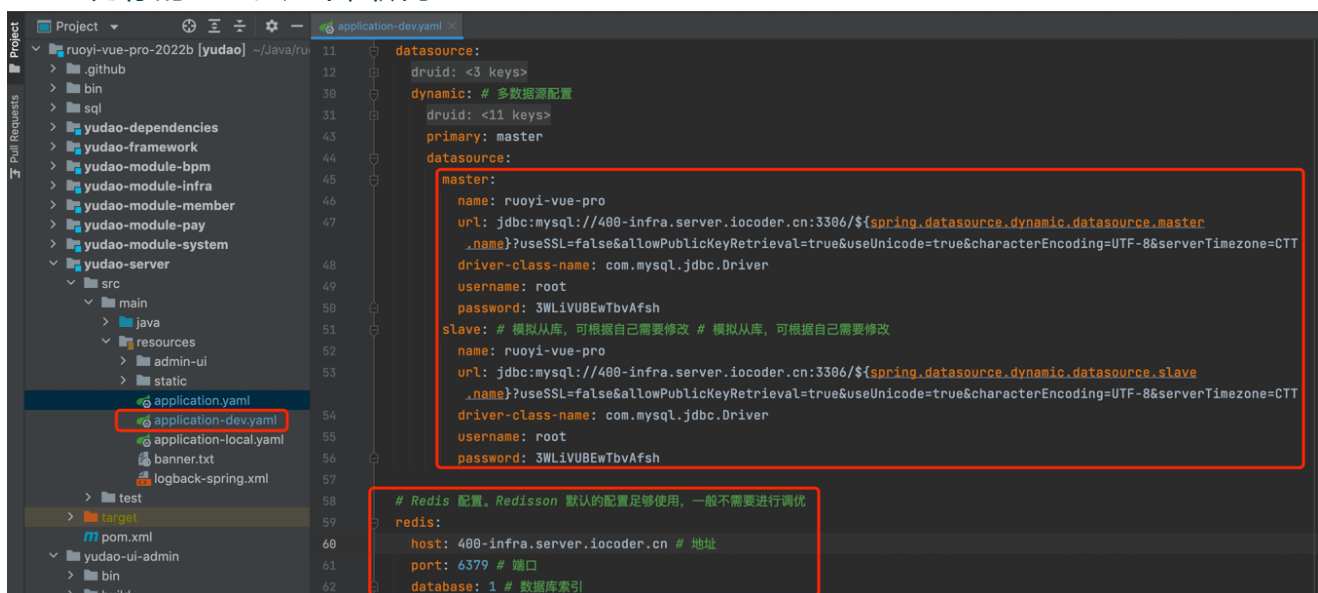 Project
application-dev.yaml
Project
Pull Requests
ruoyi-vue-pro-2022b [yudao] ~/Java/ru
.github
bin
sql
yudao-dependencies
yudao-framework
yudao-module-bpm
yudao-module-infra
yudao-module-member
yudao-module-pay
yudao-module-system
yudao-server
src
main
java
resources
admin-ui
static
application.yaml
application-dev.yaml
application-local.yaml
banner.txt
logback-spring.xml
test
target
pom.xml
yudao-ui-admin
bin
11 datasource:
12 druid: <3 keys>
30 dynamic: # 多数据源配置
31 druid: <11 keys>
43 primary: master
44 datasource:
45 master:
46 name: ruoyi-vue-pro
47 url: jdbc:mysql://400-infra.server.iocoder.cn:3306/${spring.datasource.dynamic.datasource.master
.name}?useSSL=false&allowPublicKeyRetrieval=true&useUnicode=true&characterEncoding=UTF-8&serverTimezone=CTT
48 driver-class-name: com.mysql.jdbc.Driver
49 username: root
50 password: 3WLiVUBEwTbvAfsh
51 slave: # 模拟从库，可根据自己需要修改 # 模拟从库，可根据自己需要修改
52 name: ruoyi-vue-pro
53 url: jdbc:mysql://400-infra.server.iocoder.cn:3306/${spring.datasource.dynamic.datasource.slave
.name}?useSSL=false&allowPublicKeyRetrieval=true&useUnicode=true&characterEncoding=UTF-8&serverTimezone=CTT
54 driver-class-name: com.mysql.jdbc.Driver
55 username: root
56 password: 3WLiVUBEwTbvAfsh
57
58 # Redis 配置。Redisson 默认的配置足够使用，一般不需要进行调优
59 redis:
60 host: 400-infra.server.iocoder.cn # 地址
61 port: 6379 # 端口
62 database: 1 # 数据库索引